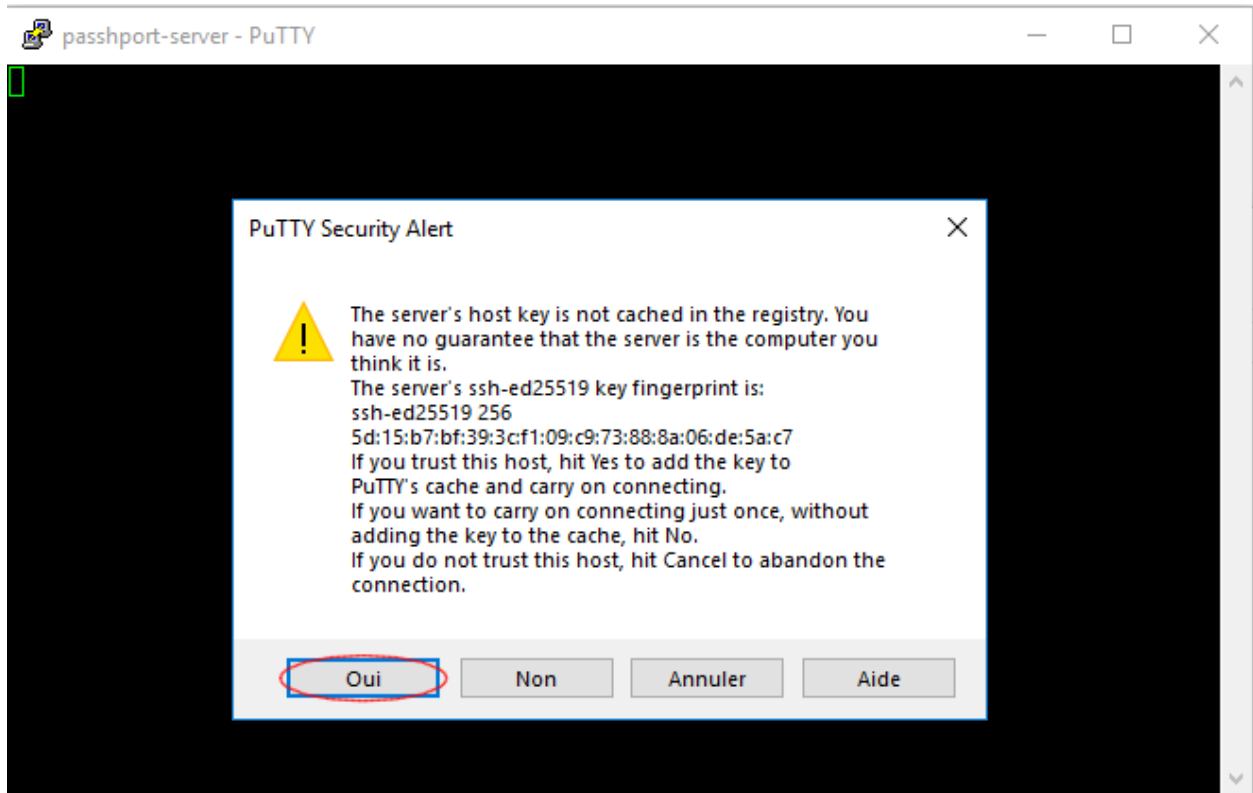 passhport-server - PuTTY
PuTTY Security Alert
The server's host key is not cached in the registry. You
have no guarantee that the server is the computer you
think it is.
The server's ssh-ed25519 key fingerprint is:
ssh-ed25519 256
5d:15:b7:bf:39:3c:f1:09:c9:73:88:8a:06:de:5a:c7
If you trust this host, hit Yes to add the key to
PuTTY's cache and carry on connecting.
If you want to carry on connecting just once, without
adding the key to the cache, hit No.
If you do not trust this host, hit Cancel to abandon the
connection.
Oui Non Annuler Aide